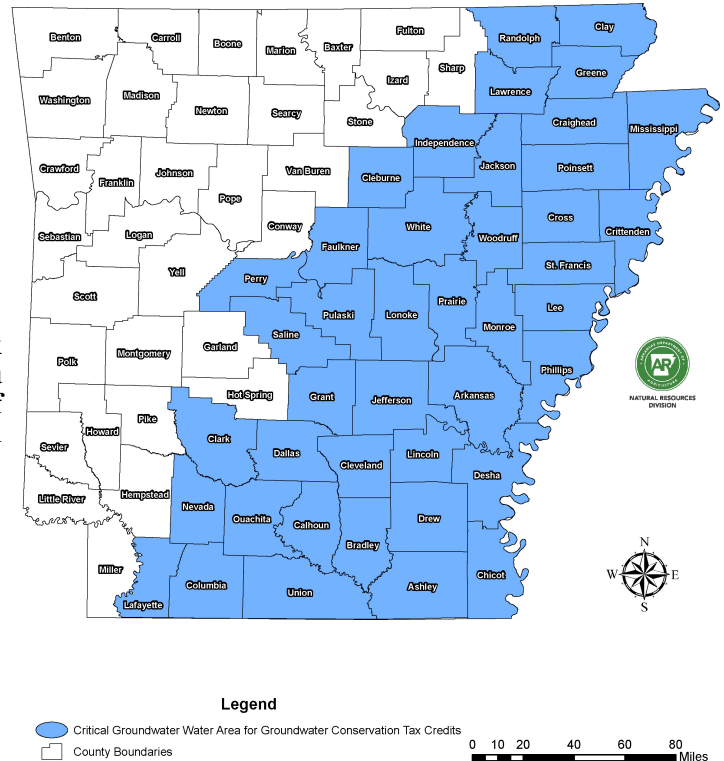 Benton
Carroll
Boone
Marion
Baxter
Fulton
Randolph
Clay
Washington
Madison
Newton
Searcy
Izard
Sharp
Lawrence
Greene
Stone
Craighead
Mississippi
Independence
Jackson
Poinsett
Crawford
Franklin
Johnson
Pope
Van Buren
Cleburne
Sebastian
Logan
Conway
Faulkner
White
Woodruff
Cross
Crittenden
Yell
Perry
St. Francis
Scott
Pulaski
Lonoke
Prairie
Monroe
Lee
Polk
Montgomery
Garland
Saline
Phillips
Hot Spring
Grant
Jefferson
Arkansas
Sevier
Howard
Pike
Clark
Dallas
Cleveland
Lincoln
Desha
Little River
Hempstead
Nevada
Ouachita
Calhoun
Bradley
Drew
Miller
Lafayette
Columbia
Union
Ashley
Chicot
ARKANSAS DEPARTMENT OF
AR
AGRICULTURE
NATURAL RESOURCES
DIVISION
N
W E
S
Legend
Critical Groundwater Water Area for Groundwater Conservation Tax Credits
County Boundaries
0 10 20 40 60 80
Miles